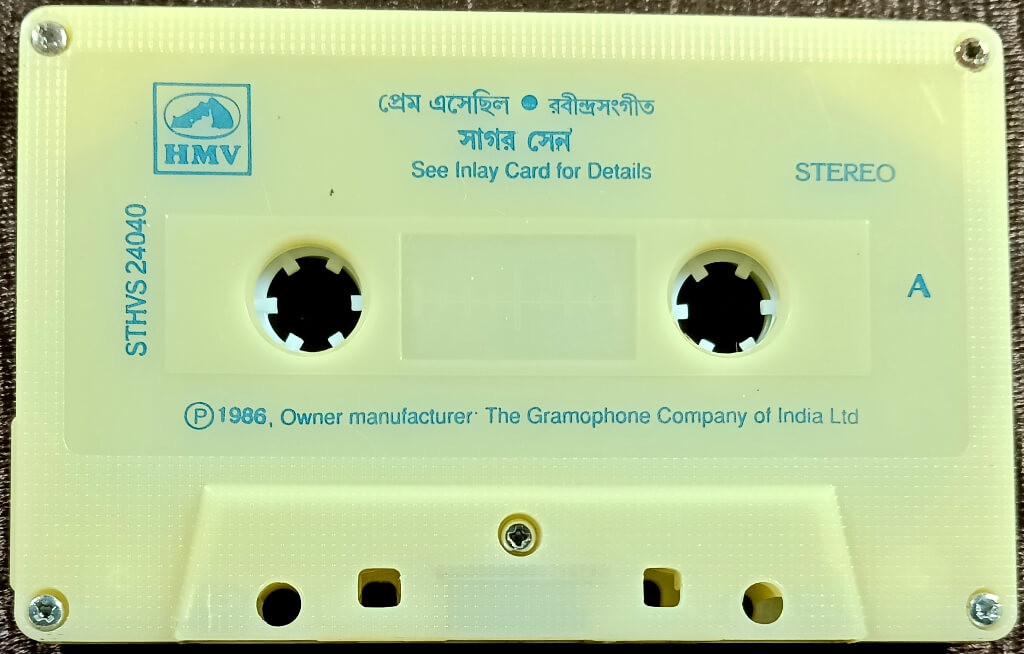 HMV
প্রেম এসেছিল ● রবীন্দ্রসংগীত
সাগর সেন
See Inlay Card for Details
STEREO
STHVS 24040
A
Ⓟ 1986, Owner manufacturer The Gramophone Company of India Ltd